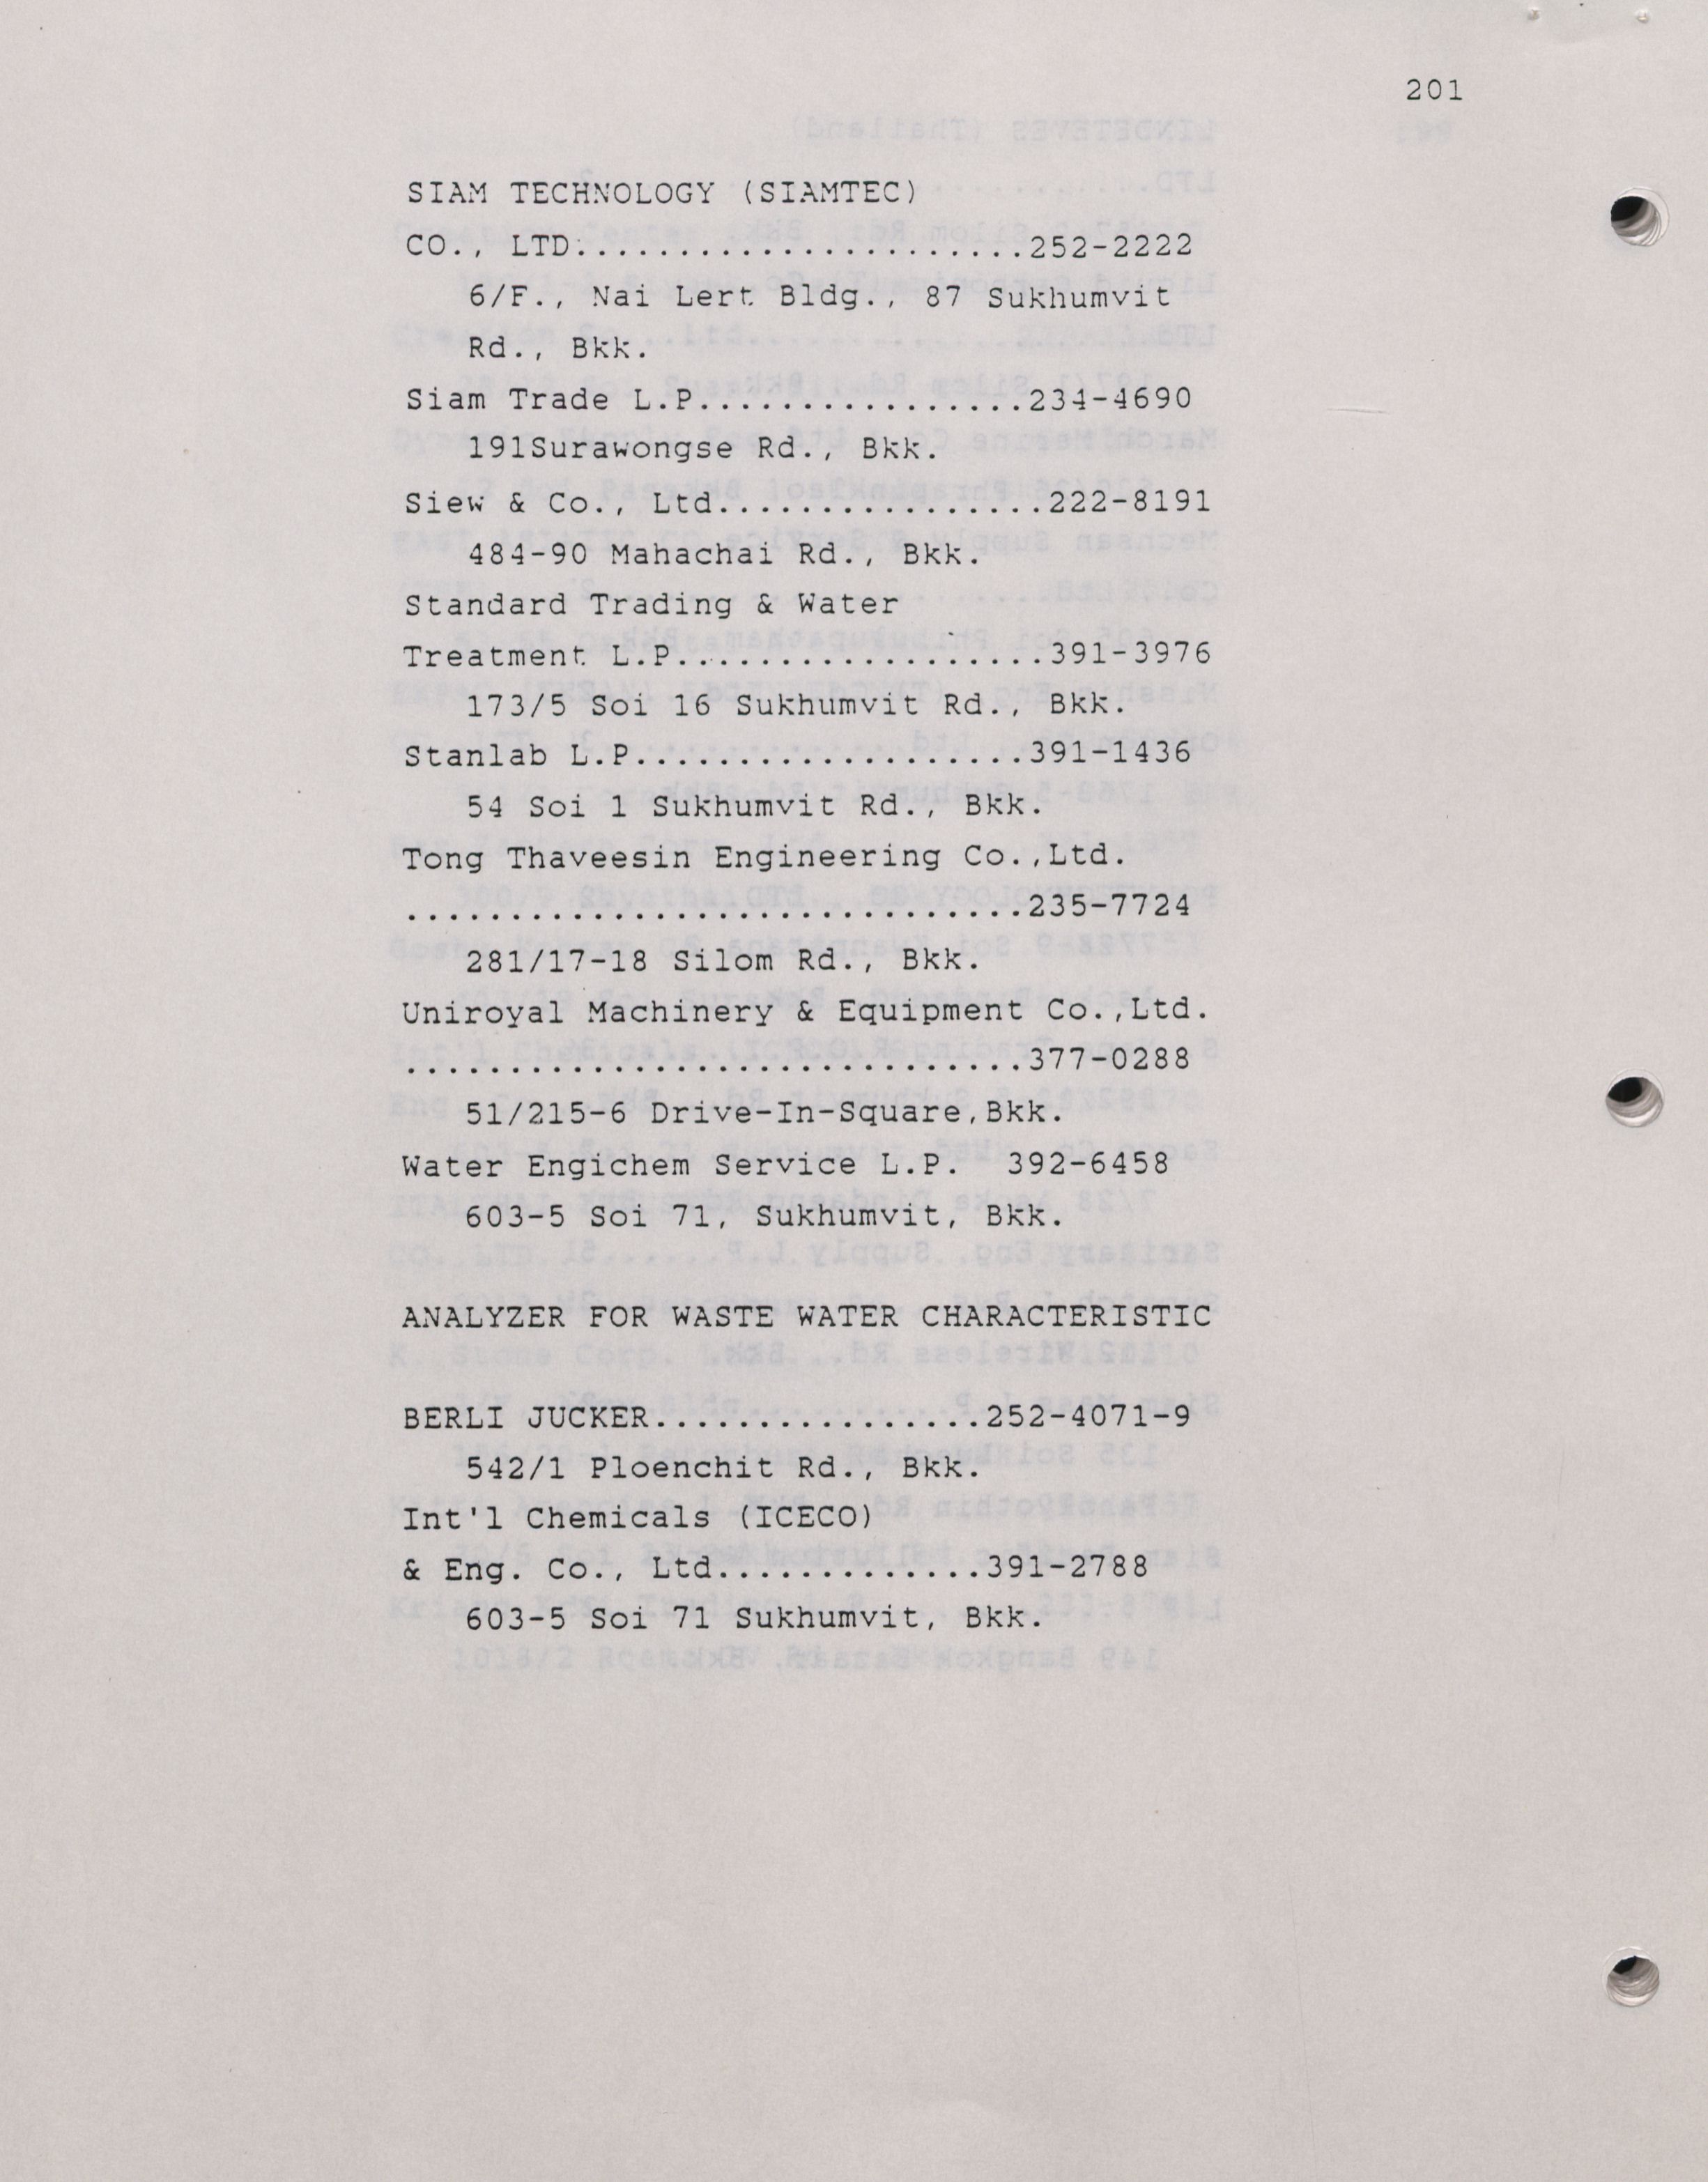 201
SIAM TECHNOLOGY (SIAMTEC)
CO., LTD......................252-2222
6/F., Nai Lert Bldg., 87 Sukhumvit
Rd., Bkk.
Siam Trade L.P................234-4690
191Surawongse Rd., Bkk.
Siew & Co., Ltd................222-8191
484-90 Mahachai Rd., Bkk.
Standard Trading & Water
Treatment L.P..................391-3976
173/5 Soi 16 Sukhumvit Rd., Bkk.
Stanlab L.P...................391-1436
54 Soi 1 Sukhumvit Rd., Bkk.
Tong Thaveesin Engineering Co.,Ltd.
..............................235-7724
281/17-18 Silom Rd., Bkk.
Uniroyal Machinery & Equipment Co.,Ltd.
..............................377-0288
51/215-6 Drive-In-Square,Bkk.
Water Engichem Service L.P. 392-6458
603-5 Soi 71, Sukhumvit, Bkk.
ANALYZER FOR WASTE WATER CHARACTERISTIC
BERLI JUCKER................252-4071-9
542/1 Ploenchit Rd., Bkk.
Int'l Chemicals (ICECO)
& Eng. Co., Ltd.............391-2788
603-5 Soi 71 Sukhumvit, Bkk.